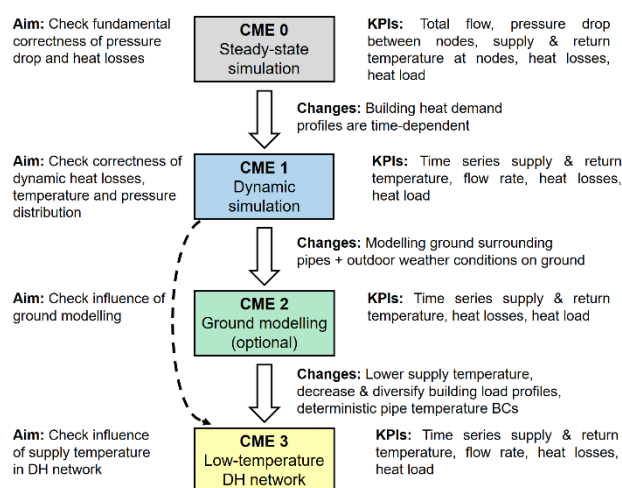 Aim: Check fundamental
correctness of pressure
drop and heat losses
CME 0
Steady-state
simulation
KPIs: Total flow, pressure drop
between nodes, supply & return
temperature at nodes, heat losses,
heat load
Changes: Building heat demand
profiles are time-dependent
Aim: Check correctness of
dynamic heat losses,
temperature and pressure
distribution
CME 1
Dynamic
simulation
KPIs: Time series supply & return
temperature, flow rate, heat losses,
heat load
Changes: Modelling ground surrounding
pipes + outdoor weather conditions on ground
Aim: Check influence of
ground modelling
CME 2
Ground modelling
(optional)
KPIs: Time series supply & return
temperature, heat losses, heat load
Changes: Lower supply temperature,
decrease & diversify building load profiles,
deterministic pipe temperature BCs
Aim: Check influence
of supply temperature
in DH network
CME 3
Low-temperature
DH network
KPIs: Time series supply & return
temperature, flow rate, heat losses,
heat load